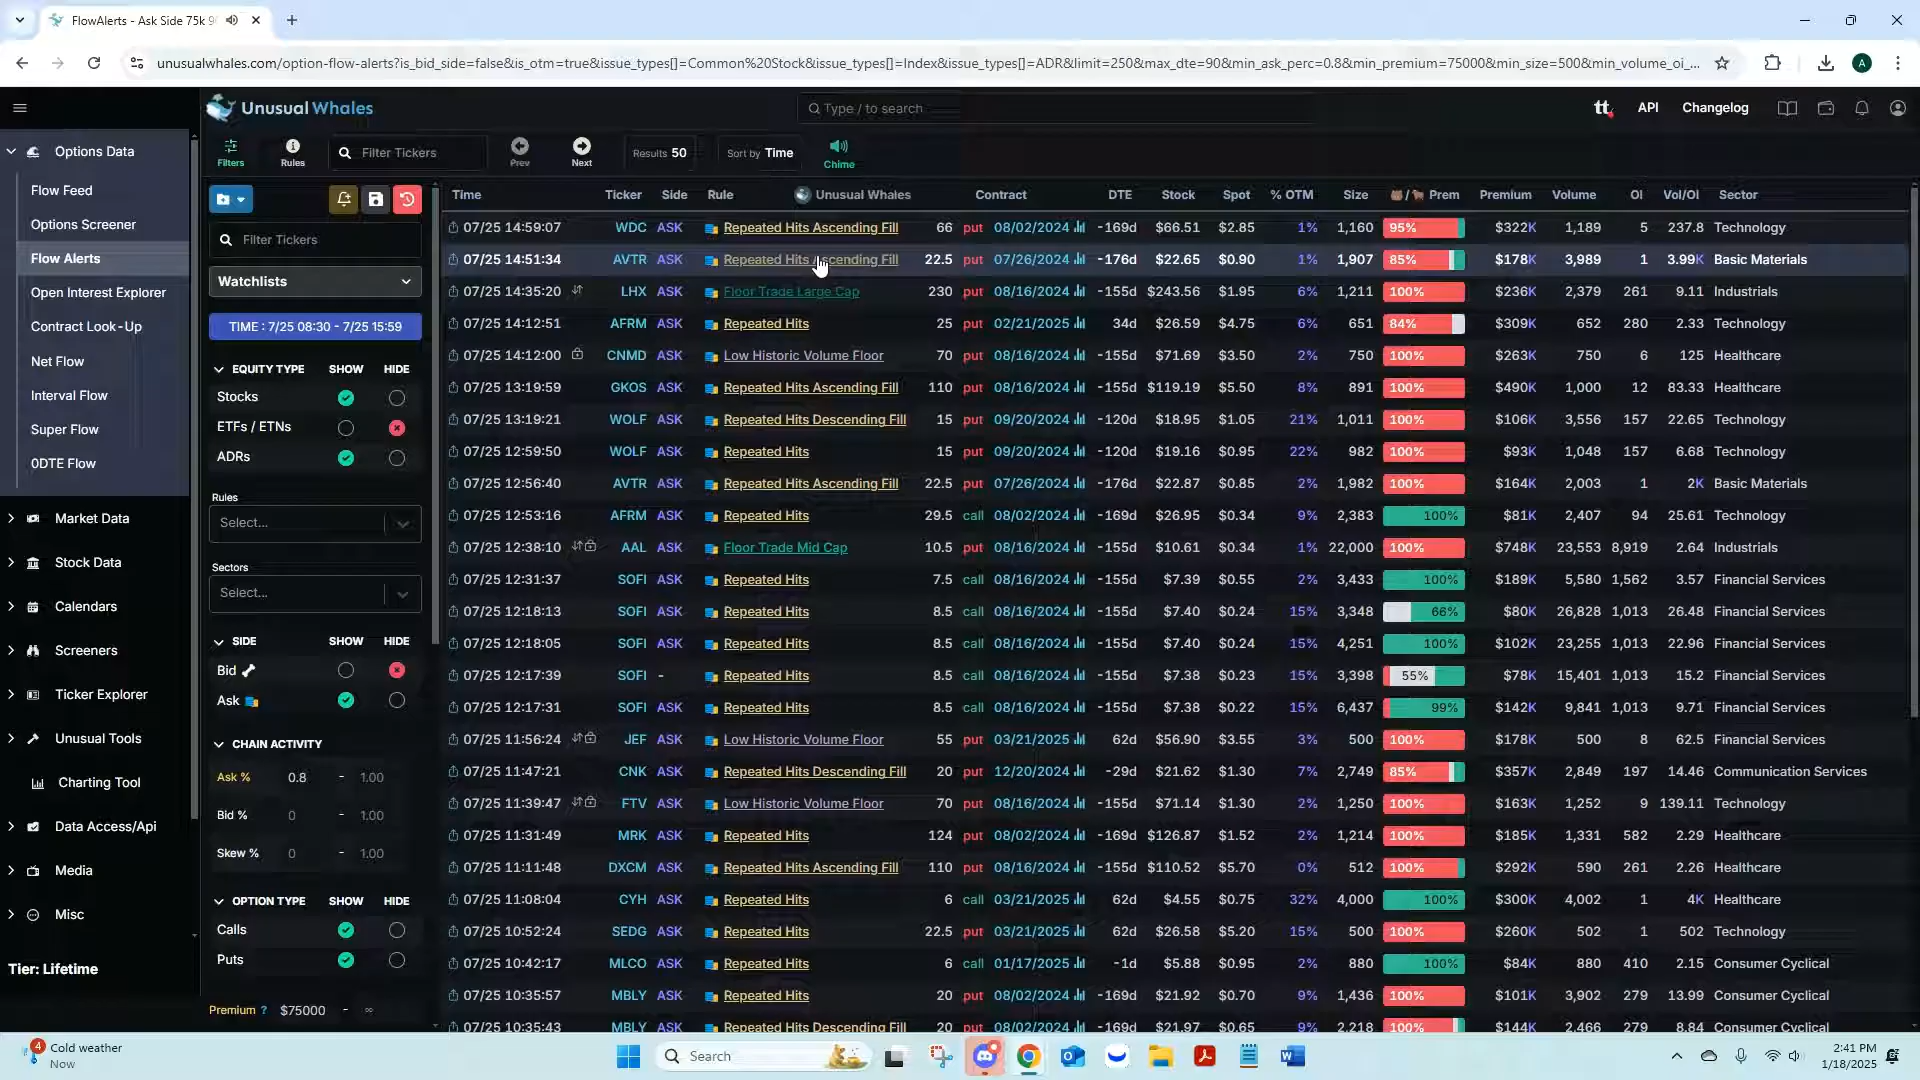 FlowAlerts - Ask Side 75k 9
unusualwhales.com/option-flow-alerts?is_bid_side=false&is_otm=true&issue_types[]=Common%20Stock&issue_types[]=Index&issue_types[]=ADR&limit=250&max_dte=90&min_ask_perc=0.8&min_premium=75000&min_size=500&min_volume_oi_...
A
Unusual Whales
Type / to search
tt
API
Changelog
Options Data
Flow Feed
Options Screener
Flow Alerts
Open Interest Explorer
Contract Look-Up
Net Flow
Interval Flow
Super Flow
0DTE Flow
Market Data
Stock Data
Calendars
Screeners
Ticker Explorer
Unusual Tools
Charting Tool
Data Access/Api
Media
Misc
Tier: Lifetime
Filters
Rules
Filter Tickers
Prev
Next
Results 50
Sort by Time
Chime
Filter Tickers
Watchlists
TIME : 7/25 08:30 - 7/25 15:59
EQUITY TYPE SHOW HIDE
Stocks
ETFs / ETNs
ADRs
Rules
Select...
Sectors
Select...
SIDE SHOW HIDE
Bid
Ask
CHAIN ACTIVITY
Ask % 0.8 - 1.00
Bid % 0 - 1.00
Skew % 0 - 1.00
OPTION TYPE SHOW HIDE
Calls
Puts
Premium ? $75000 - ∞
Time Ticker Side Rule Unusual Whales Contract DTE Stock Spot % OTM Size / Prem Premium Volume OI Vol/OI Sector
07/25 14:59:07 WDC ASK Repeated Hits Ascending Fill 66 put 08/02/2024 -169d $66.51 $2.85 1% 1,160 95% $322K 1,189 5 237.8 Technology
07/25 14:51:34 AVTR ASK Repeated Hits Ascending Fill 22.5 put 07/26/2024 -176d $22.65 $0.90 1% 1,907 85% $178K 3,989 1 3.99K Basic Materials
07/25 14:35:20 LHX ASK Floor Trade Large Cap 230 put 08/16/2024 -155d $243.56 $1.95 6% 1,211 100% $236K 2,379 261 9.11 Industrials
07/25 14:12:51 AFRM ASK Repeated Hits 25 put 02/21/2025 34d $26.59 $4.75 6% 651 84% $309K 652 280 2.33 Technology
07/25 14:12:00 CNMD ASK Low Historic Volume Floor 70 put 08/16/2024 -155d $71.69 $3.50 2% 750 100% $263K 750 6 125 Healthcare
07/25 13:19:59 GKOS ASK Repeated Hits Ascending Fill 110 put 08/16/2024 -155d $119.19 $5.50 8% 891 100% $490K 1,000 12 83.33 Healthcare
07/25 13:19:21 WOLF ASK Repeated Hits Descending Fill 15 put 09/20/2024 -120d $18.95 $1.05 21% 1,011 100% $106K 3,556 157 22.65 Technology
07/25 12:59:50 WOLF ASK Repeated Hits 15 put 09/20/2024 -120d $19.16 $0.95 22% 982 100% $93K 1,048 157 6.68 Technology
07/25 12:56:40 AVTR ASK Repeated Hits Ascending Fill 22.5 put 07/26/2024 -176d $22.87 $0.85 2% 1,982 100% $164K 2,003 1 2K Basic Materials
07/25 12:53:16 AFRM ASK Repeated Hits 29.5 call 08/02/2024 -169d $26.95 $0.34 9% 2,383 100% $81K 2,407 94 25.61 Technology
07/25 12:38:10 AAL ASK Floor Trade Mid Cap 10.5 put 08/16/2024 -155d $10.61 $0.34 1% 22,000 100% $748K 23,553 8,919 2.64 Industrials
07/25 12:31:37 SOFI ASK Repeated Hits 7.5 call 08/16/2024 -155d $7.39 $0.55 2% 3,433 100% $189K 5,580 1,562 3.57 Financial Services
07/25 12:18:13 SOFI ASK Repeated Hits 8.5 call 08/16/2024 -155d $7.40 $0.24 15% 3,348 66% $80K 26,828 1,013 26.48 Financial Services
07/25 12:18:05 SOFI ASK Repeated Hits 8.5 call 08/16/2024 -155d $7.40 $0.24 15% 4,251 100% $102K 23,255 1,013 22.96 Financial Services
07/25 12:17:39 SOFI - Repeated Hits 8.5 call 08/16/2024 -155d $7.38 $0.23 15% 3,398 55% $78K 15,401 1,013 15.2 Financial Services
07/25 12:17:31 SOFI ASK Repeated Hits 8.5 call 08/16/2024 -155d $7.38 $0.22 15% 6,437 99% $142K 9,841 1,013 9.71 Financial Services
07/25 11:56:24 JEF ASK Low Historic Volume Floor 55 put 03/21/2025 62d $56.90 $3.55 3% 500 100% $178K 500 8 62.5 Financial Services
07/25 11:47:21 CNK ASK Repeated Hits Descending Fill 20 put 12/20/2024 -29d $21.62 $1.30 7% 2,749 85% $357K 2,849 197 14.46 Communication Services
07/25 11:39:47 FTV ASK Low Historic Volume Floor 70 put 08/16/2024 -155d $71.14 $1.30 2% 1,250 100% $163K 1,252 9 139.11 Technology
07/25 11:31:49 MRK ASK Repeated Hits 124 put 08/02/2024 -169d $126.87 $1.52 2% 1,214 100% $185K 1,331 582 2.29 Healthcare
07/25 11:11:48 DXCM ASK Repeated Hits Ascending Fill 110 put 08/16/2024 -155d $110.52 $5.70 0% 512 100% $292K 590 261 2.26 Healthcare
07/25 11:08:04 CYH ASK Repeated Hits 6 call 03/21/2025 62d $4.55 $0.75 32% 4,000 100% $300K 4,002 1 4K Healthcare
07/25 10:52:24 SEDG ASK Repeated Hits 22.5 put 03/21/2025 62d $26.58 $5.20 15% 500 100% $260K 502 1 502 Technology
07/25 10:42:17 MLCO ASK Repeated Hits 6 call 01/17/2025 -1d $5.88 $0.95 2% 880 100% $84K 880 410 2.15 Consumer Cyclical
07/25 10:35:57 MBLY ASK Repeated Hits 20 put 08/02/2024 -169d $21.92 $0.70 9% 1,436 100% $101K 3,902 279 13.99 Consumer Cyclical
07/25 10:35:43 MBLY ASK Repeated Hits Descending Fill 20 put 08/02/2024 -169d $21.97 $0.65 9% 2,218 100% $144K 2,466 279 8.84 Consumer Cyclical
4
Cold weather
Now
Search
2:41 PM
1/18/2025